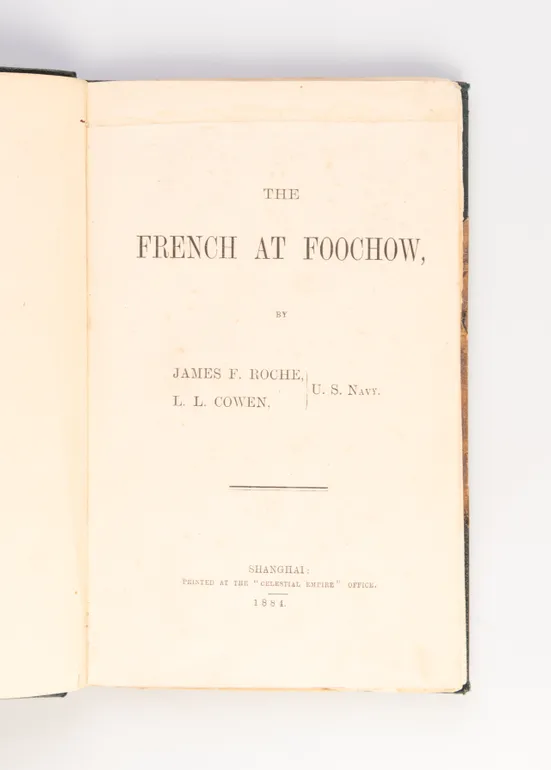 THE
FRENCH AT FOOCHOW,
BY
JAMES F. ROCHE,
L. L. COWEN,
U. S. NAVY.
SHANGHAI:
PRINTED AT THE "CELESTIAL EMPIRE" OFFICE.
1884.